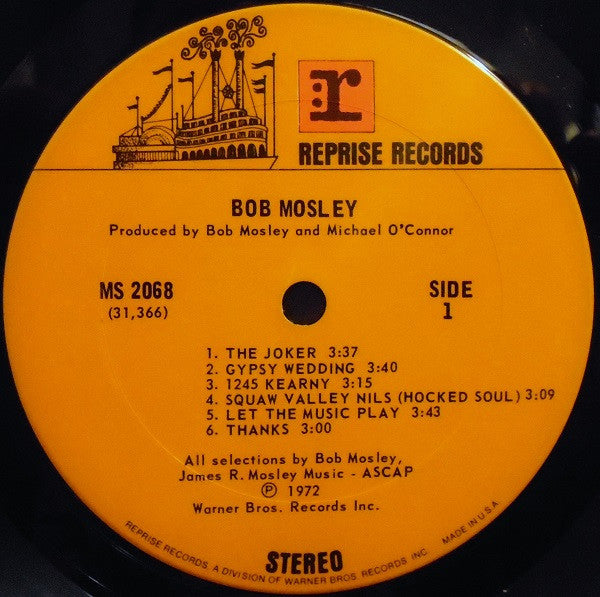 :r
REPRISE RECORDS
BOB MOSLEY
Produced by Bob Mosley and Michael O'Connor
MS 2068
(31,366)
SIDE
1
1. THE JOKER 3:37
2. GYPSY WEDDING 3:40
3. 1245 KEARNY 3:15
4. SQUAW VALLEY NILS (HOCKED SOUL) 3:09
5. LET THE MUSIC PLAY 3:43
6. THANKS 3:00
All selections by Bob Mosley,
James R. Mosley Music - ASCAP
℗ 1972
Warner Bros. Records Inc.
STEREO
REPRISE RECORDS, A DIVISION OF WARNER BROS. RECORDS, INC.
MADE IN U.S.A.